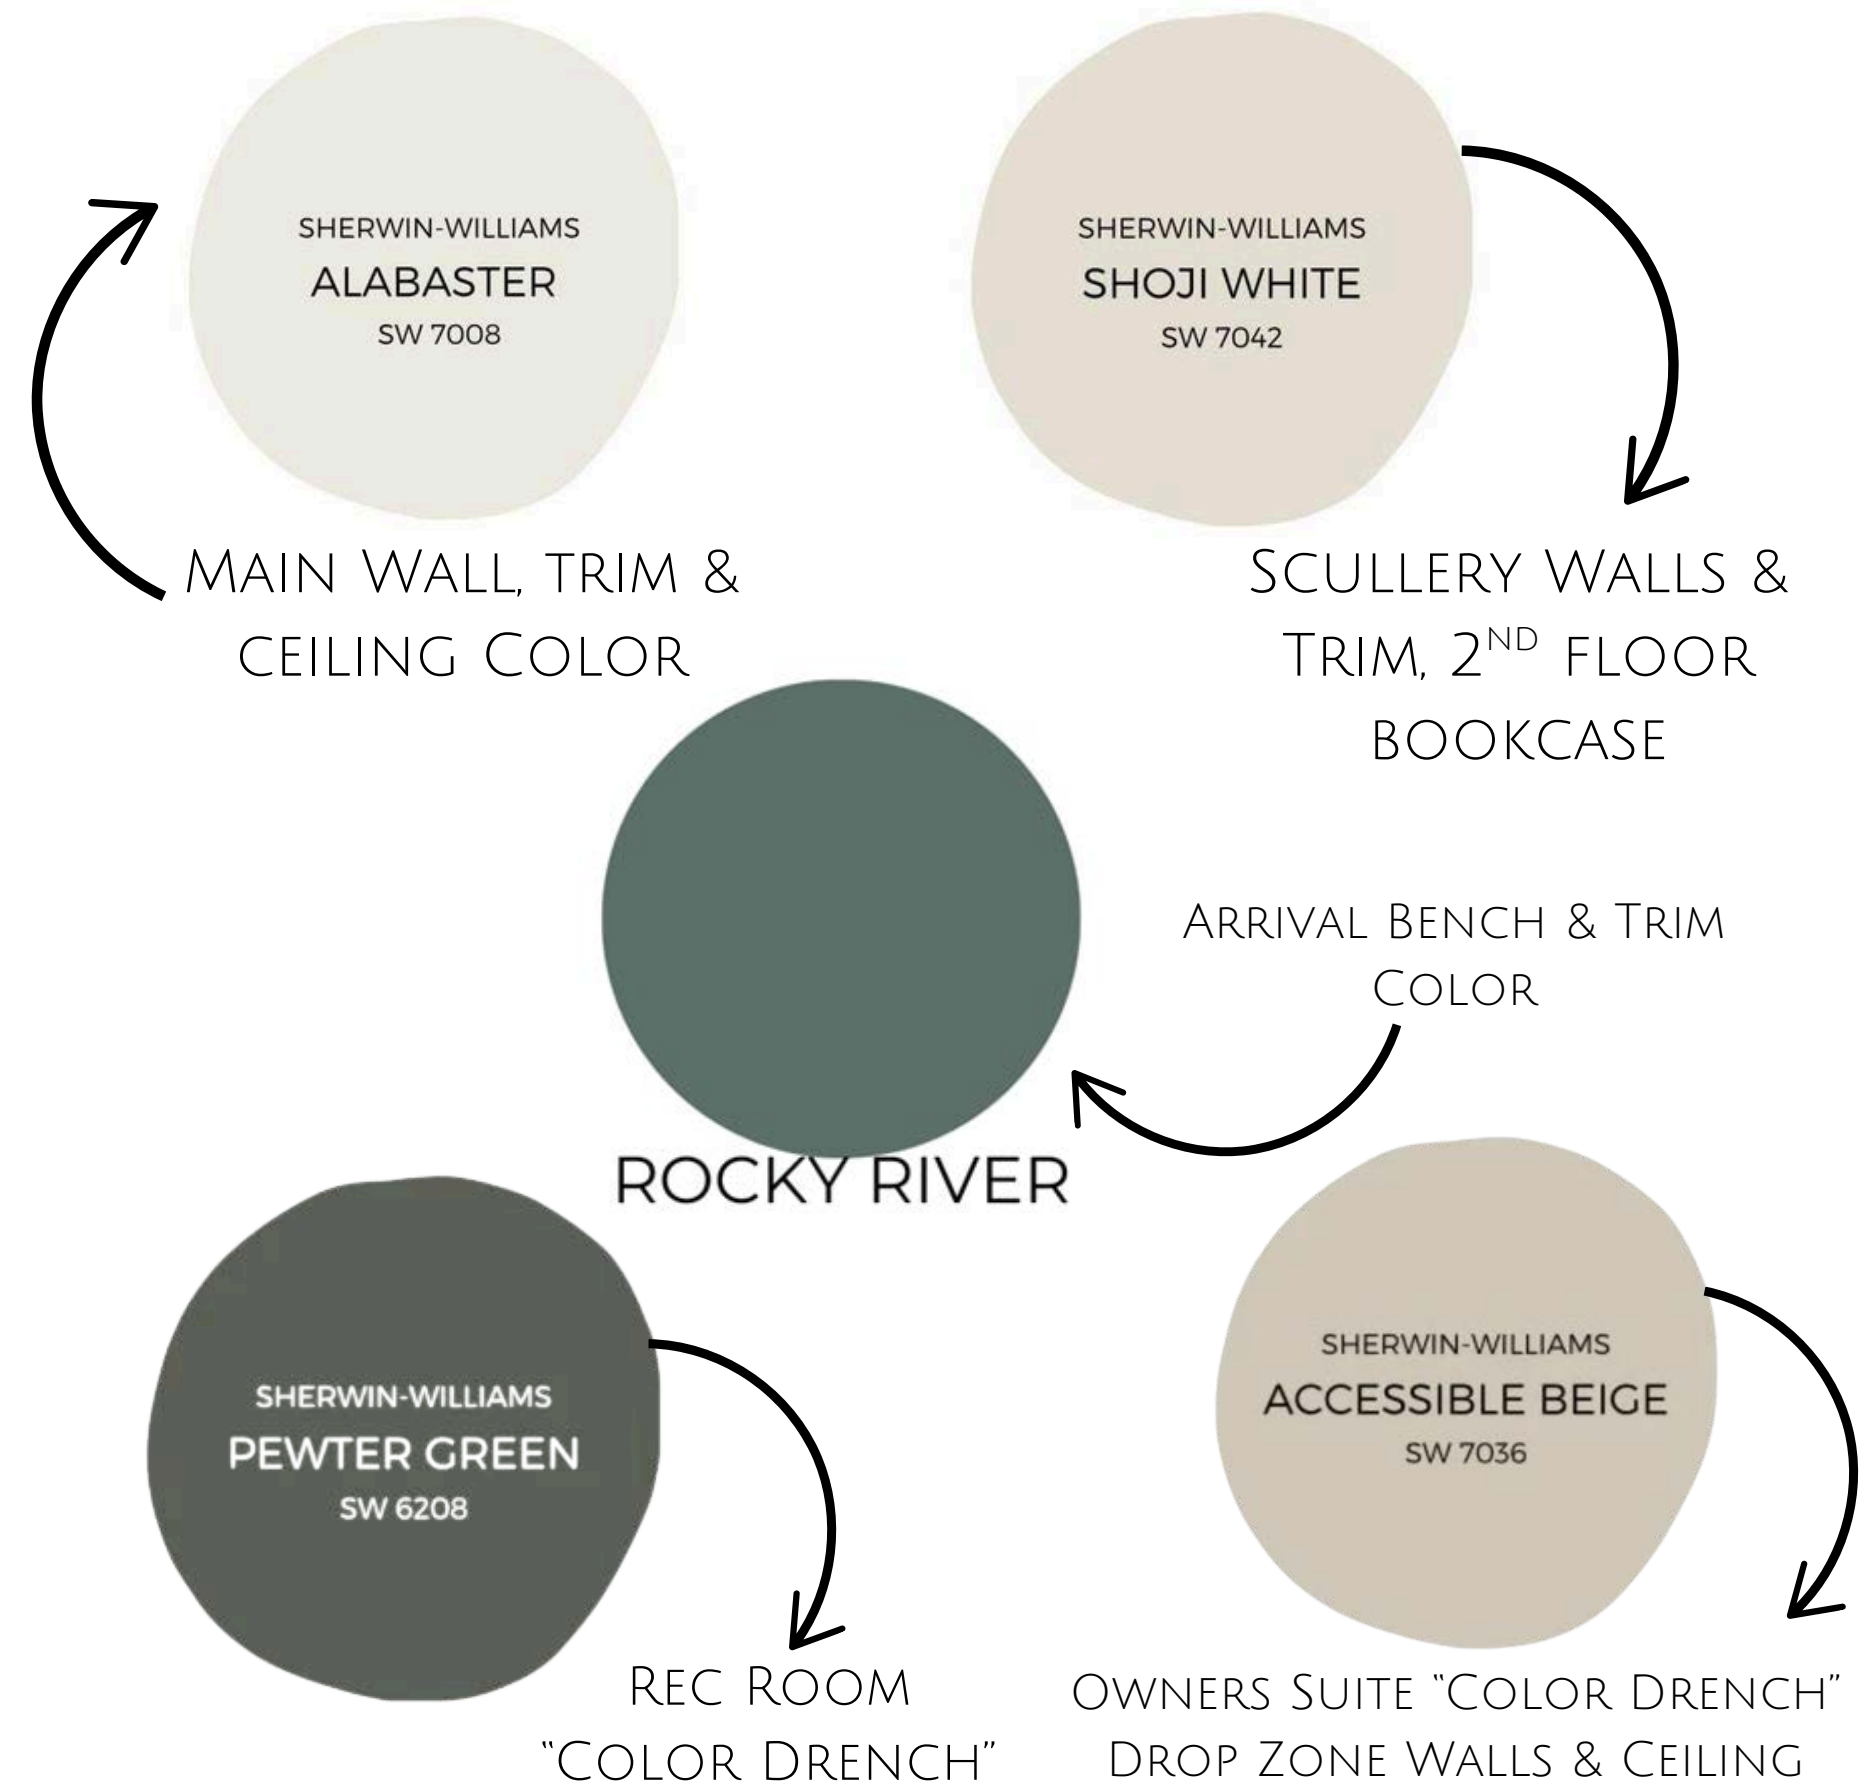 SHERWIN-WILLIAMS
ALABASTER
SW 7008
MAIN WALL, TRIM &
CEILING COLOR
SHERWIN-WILLIAMS
SHOJI WHITE
SW 7042
SCULLERY WALLS &
TRIM, 2ND FLOOR
BOOKCASE
ROCKY RIVER
ARRIVAL BENCH & TRIM
COLOR
SHERWIN-WILLIAMS
PEWTER GREEN
SW 6208
REC ROOM
“COLOR DRENCH”
SHERWIN-WILLIAMS
ACCESSIBLE BEIGE
SW 7036
OWNERS SUITE “COLOR DRENCH”
DROP ZONE WALLS & CEILING